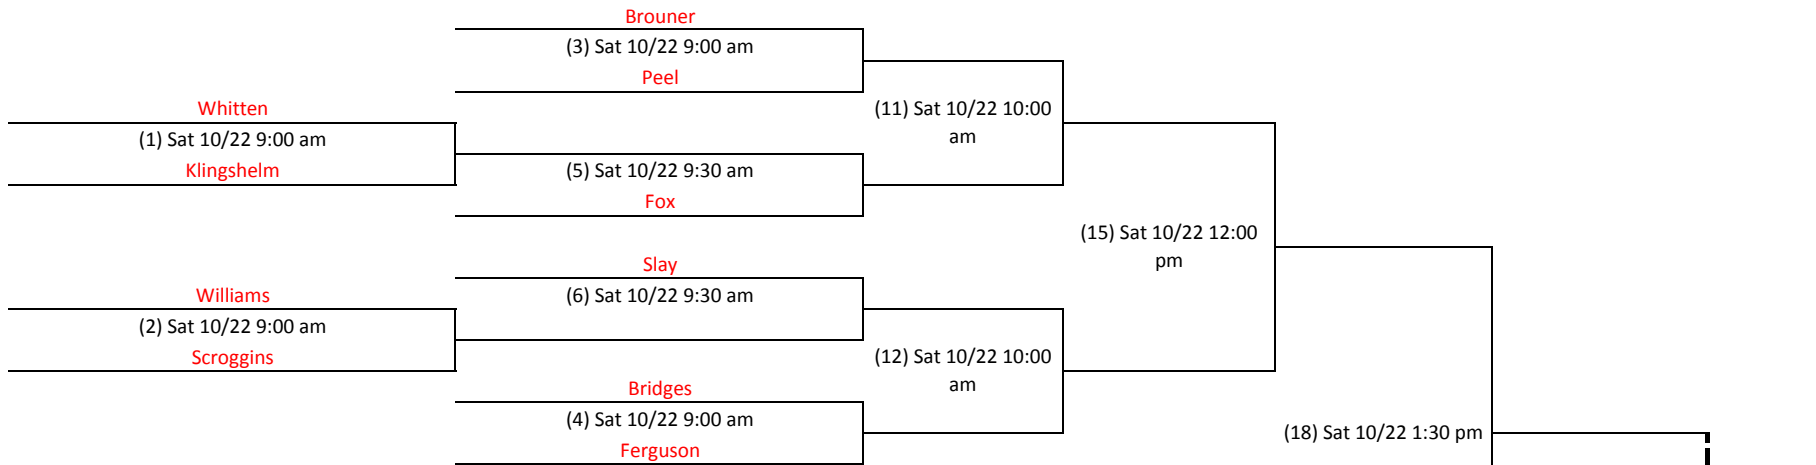 Brouner
(3) Sat 10/22 9:00 am
Peel
Whitten
(11) Sat 10/22 10:00
am
(1) Sat 10/22 9:00 am
Klingshelm
(5) Sat 10/22 9:30 am
Fox
(15) Sat 10/22 12:00
pm
Slay
Williams
(6) Sat 10/22 9:30 am
(2) Sat 10/22 9:00 am
Scroggins
(12) Sat 10/22 10:00
am
Bridges
(4) Sat 10/22 9:00 am
(18) Sat 10/22 1:30 pm
Ferguson